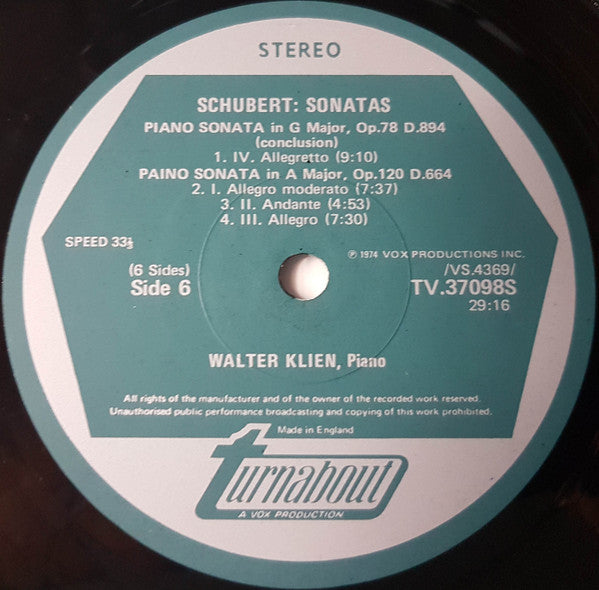 STEREO
SCHUBERT: SONATAS
PIANO SONATA in G Major, Op.78 D.894
(conclusion)
1. IV. Allegretto (9:10)
PAINO SONATA in A Major, Op.120 D.664
2. I. Allegro moderato (7:37)
3. II. Andante (4:53)
4. III. Allegro (7:30)
SPEED 33⅓
℗ 1974 VOX PRODUCTIONS INC.
(6 Sides)
/VS.4369/
Side 6
TV.37098S
29:16
WALTER KLIEN, Piano
All rights of the manufacturer and of the owner of the recorded work reserved.
Unauthorised public performance broadcasting and copying of this work prohibited.
Made in England
turnabout
A VOX PRODUCTION